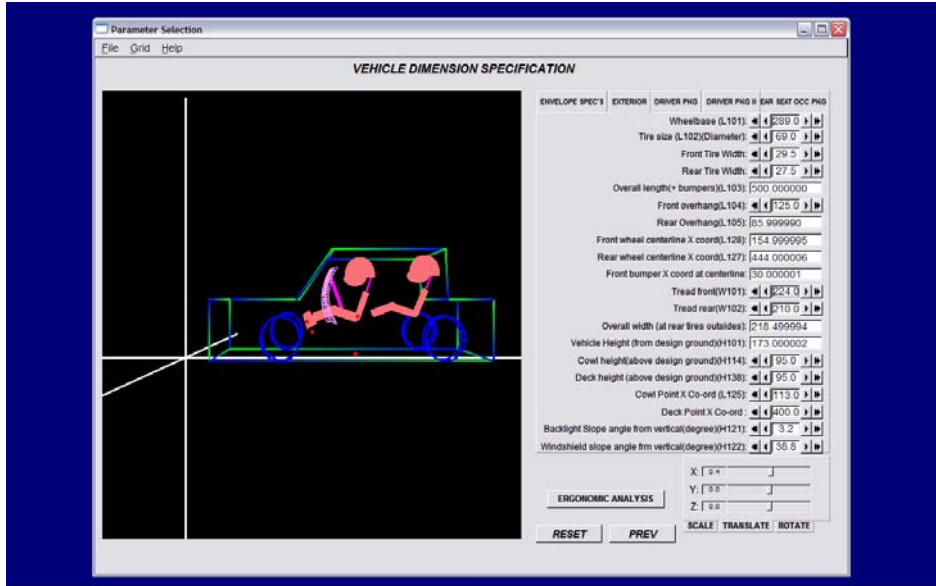 Parameter Selection
File Grid Help
VEHICLE DIMENSION SPECIFICATION
ENVELOPE SPEC'S EXTERIOR DRIVER PKG DRIVER PKG II EAR SEAT OCC PKG
Wheelbase (L101): 289.0
Tire size (L102)(Diameter): 69.0
Front Tire Width: 29.5
Rear Tire Width: 27.5
Overall length(+ bumpers)(L103): 500.000000
Front overhang(L104): 125.0
Rear Overhang(L105): 85.999990
Front wheel centerline X coord(L128): 154.999995
Rear wheel centerline X coord(L127): 444.000006
Front bumper X coord at centerline: 30.000001
Tread front(W101): 224.0
Tread rear(W102): 210.0
Overall width (at rear tires outsides): 218.499994
Vehicle Height (from design ground)(H101): 173.000002
Cowl height(above design ground)(H114): 95.0
Deck height (above design ground)(H138): 95.0
Cowl Point X Co-ord (L125): 113.0
Deck Point X Co-ord : 400.0
Backlight Slope angle from vertical(degree)(H121): 3.2
Windshield slope angle frm vertical(degree)(H122): 38.8
X: 0.4
Y: 0.0
Z: 0.0
ERGONOMIC ANALYSIS
SCALE TRANSLATE ROTATE
RESET PREV